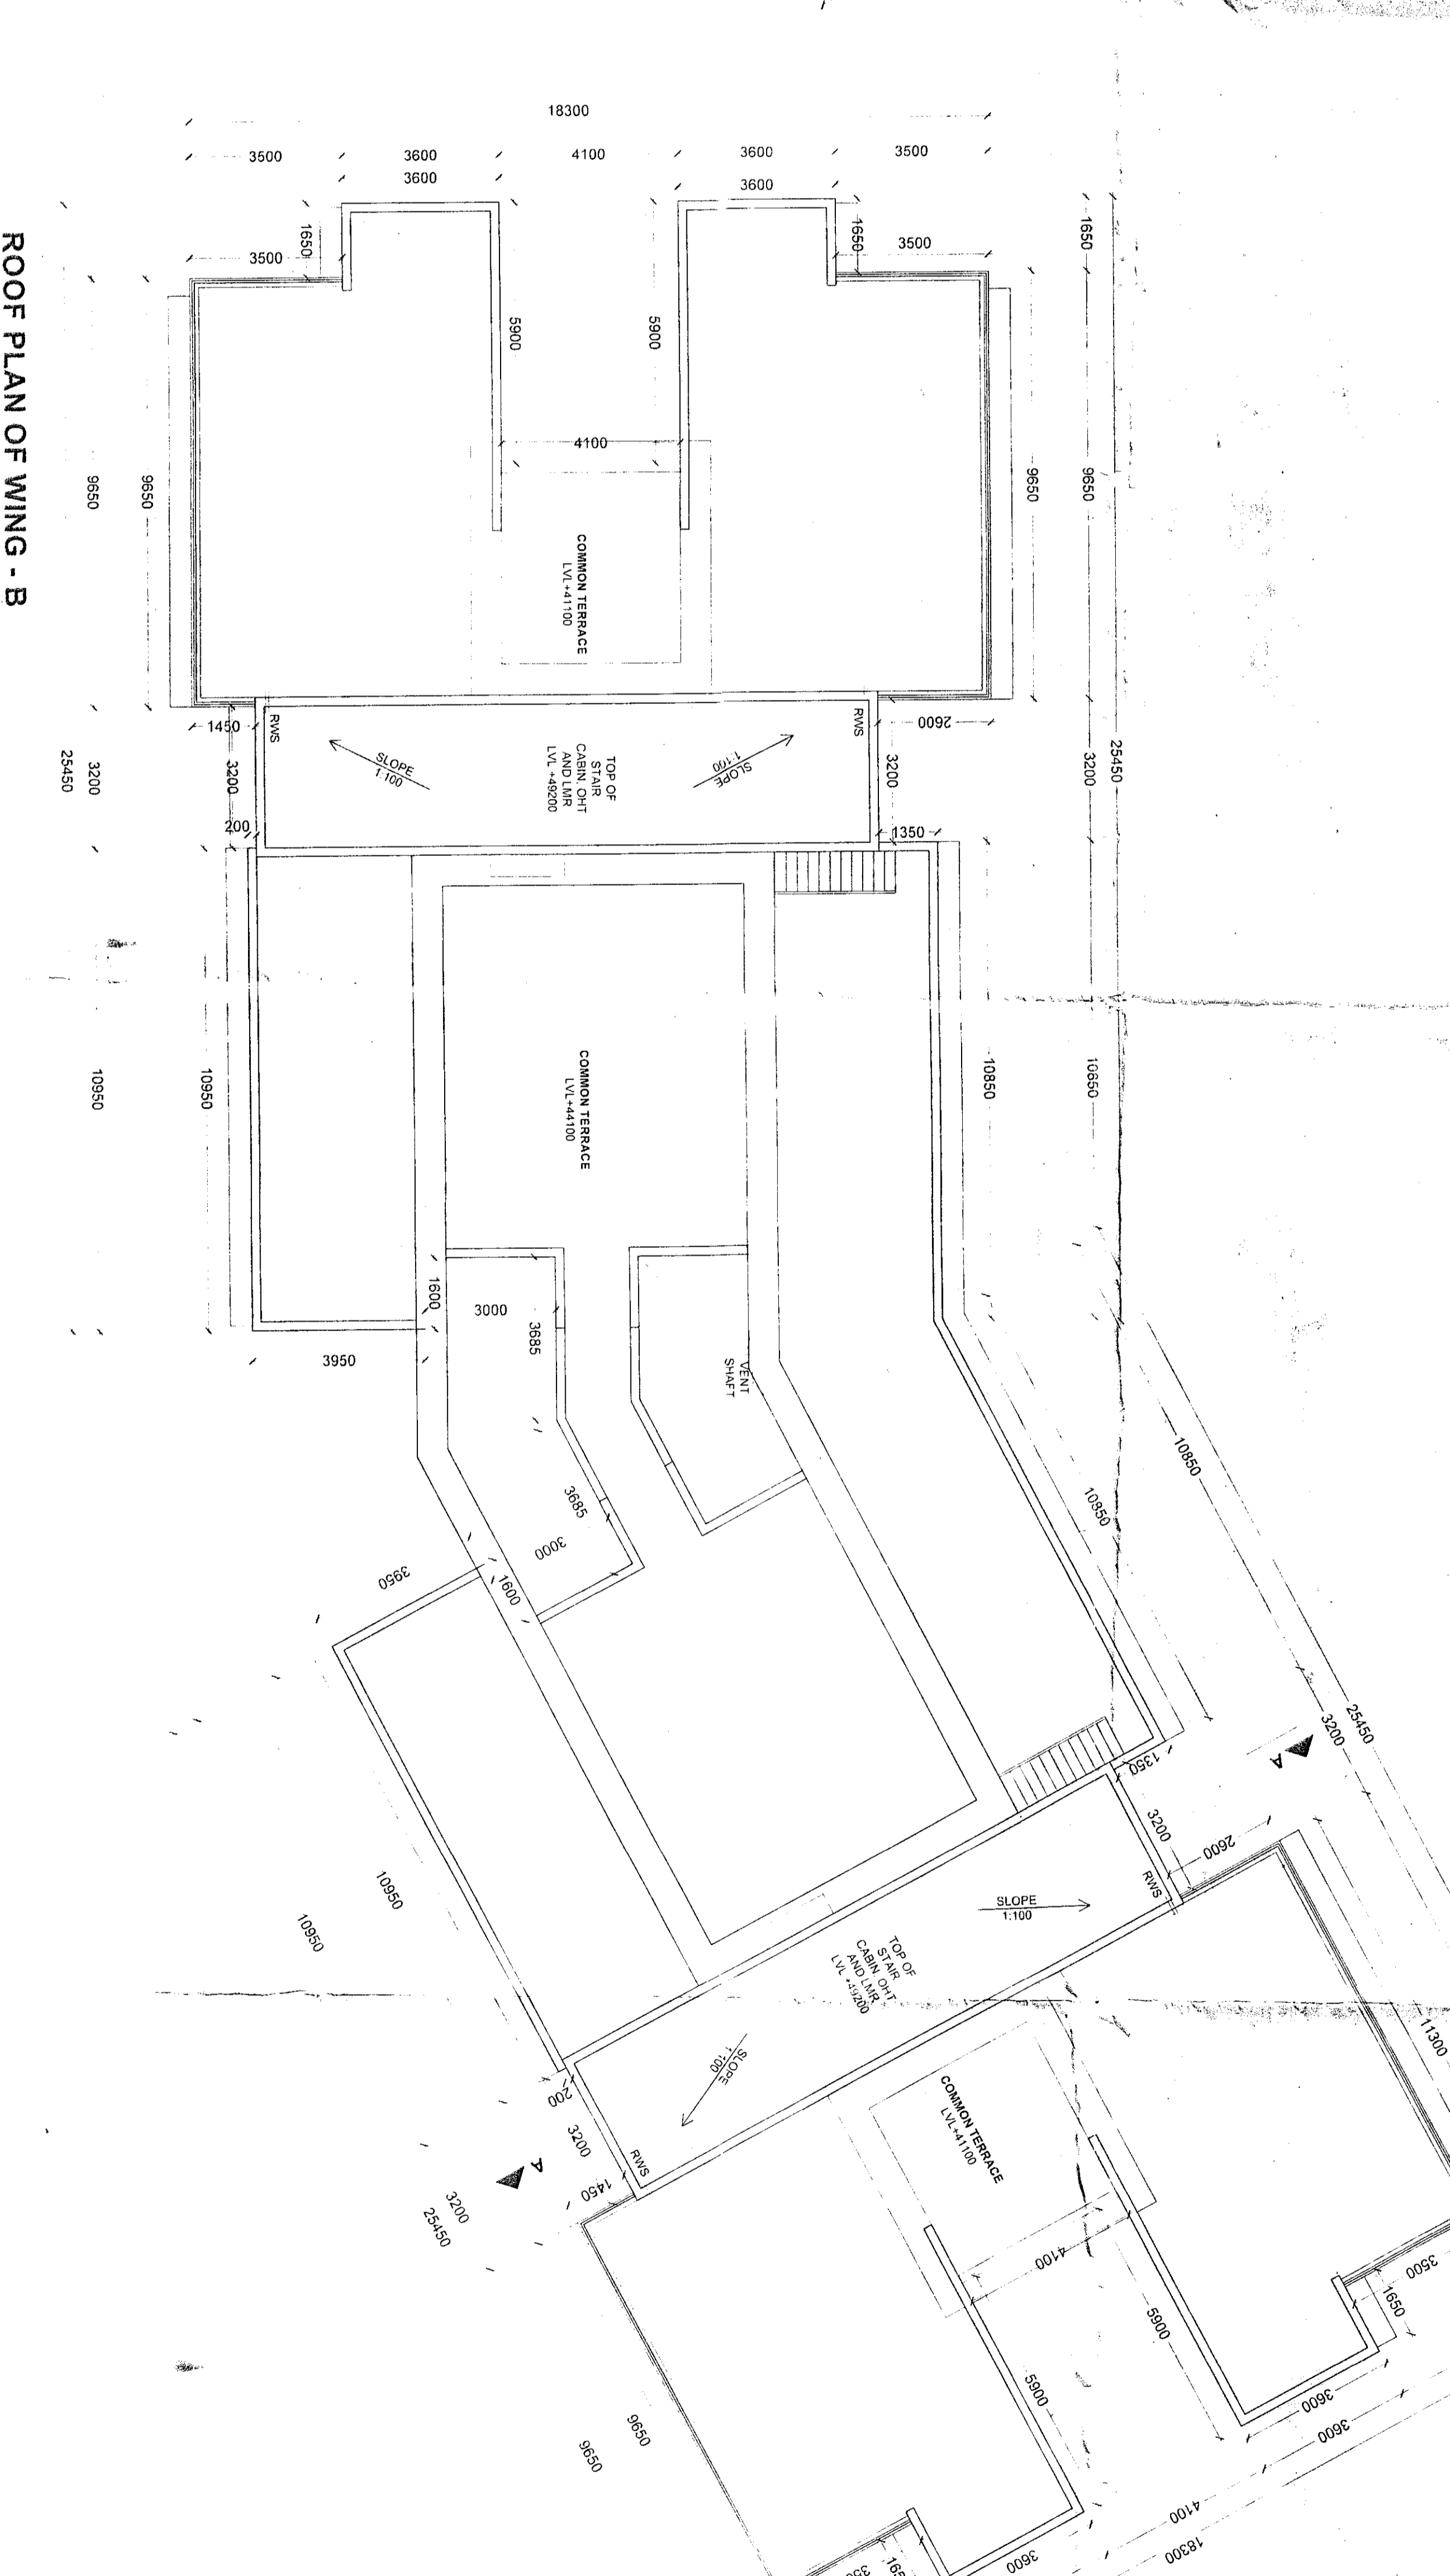 18300
3500
3600
4100
3600
3500
3600
3600
1650
3500
1650
3500
1650
5900
5900
4100
9650
9650
9650
9650
25450
ROOF PLAN OF WING - B
COMMON TERRACE
LVL+41100
RWS
RWS
1450
2600
SLOPE
1:100
SLOPE
1:100
TOP OF
STAIR
CABIN, OHT
AND LMR
LVL +49200
3200
3200
3200
3200
25450
200
1350
COMMON TERRACE
LVL+44100
10950
10950
10850
10650
1600
3000
3685
3950
VENT
SHAFT
3685
3000
1600
3950
10850
10850
25450
3200
A
1350
3200
2600
RWS
SLOPE
1:100
TOP OF
STAIR
CABIN, OHT
AND LMR
LVL +49200
SLOPE
1:100
10950
10950
200
3200
RWS
1450
A
3200
25450
COMMON TERRACE
LVL+41100
11300
4100
5900
5900
3500
1650
3600
3600
9650
9650
4100
18300
3600